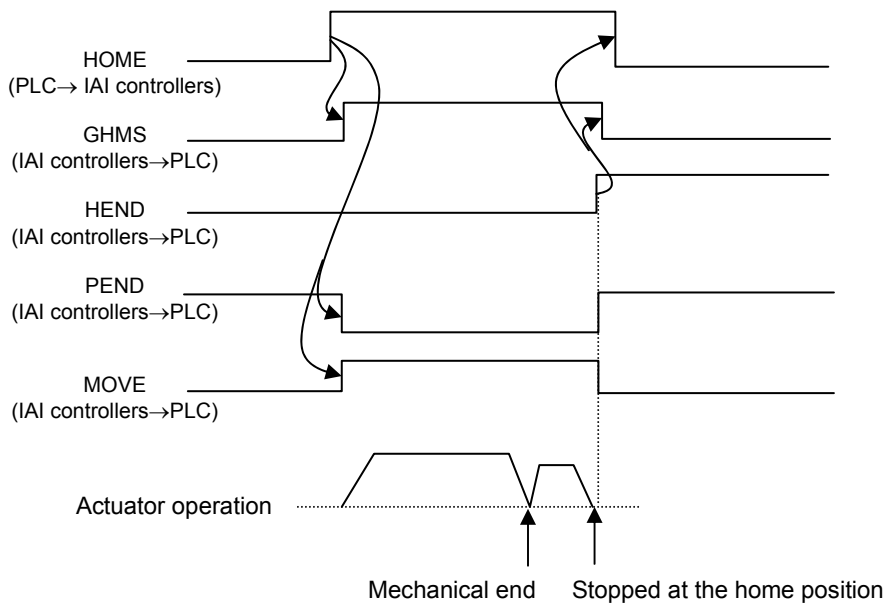 HOME
(PLC→ IAI controllers)
GHMS
(IAI controllers→PLC)
HEND
(IAI controllers→PLC)
PEND
(IAI controllers→PLC)
MOVE
(IAI controllers→PLC)
Actuator operation
Mechanical end
Stopped at the home position